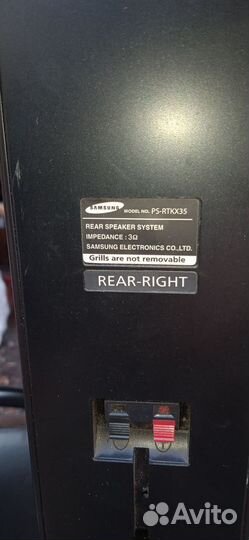 SAMSUNG MODEL NO. PS-RTKX35
REAR SPEAKER SYSTEM
IMPEDANCE : 3Ω
SAMSUNG ELECTRONICS CO.,LTD.
Grills are not removable
REAR-RIGHT
Avito